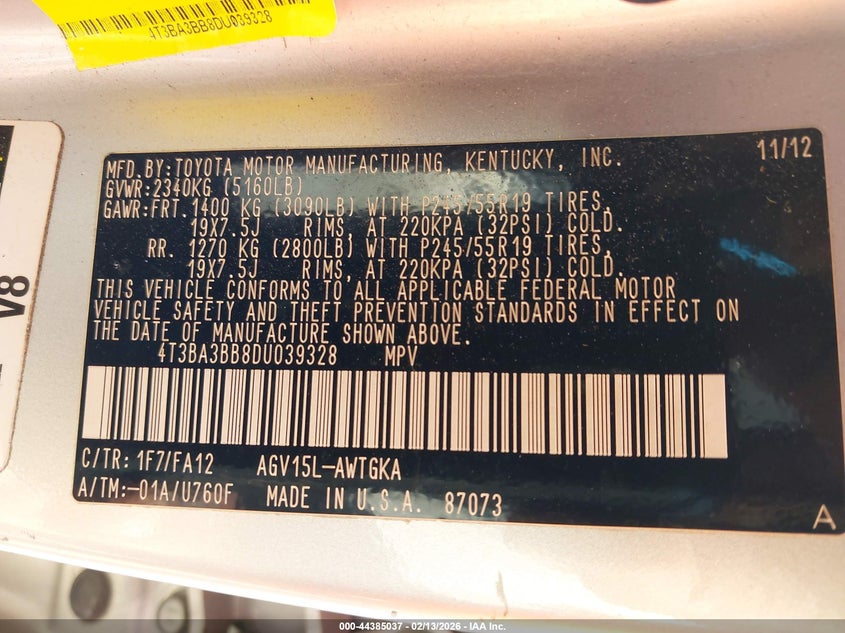 4T3BA3BB8DU039328
MFD.BY:TOYOTA MOTOR MANUFACTURING, KENTUCKY, INC. 11/12
GVWR:2340KG (5160LB)
GAWR:FRT. 1400 KG (3090LB) WITH P245/55R19 TIRES,
19X7.5J RIMS, AT 220KPA (32PSI) COLD.
RR. 1270 KG (2800LB) WITH P245/55R19 TIRES,
19X7.5J RIMS, AT 220KPA (32PSI) COLD.
THIS VEHICLE CONFORMS TO ALL APPLICABLE FEDERAL MOTOR
VEHICLE SAFETY AND THEFT PREVENTION STANDARDS IN EFFECT ON
THE DATE OF MANUFACTURE SHOWN ABOVE.
4T3BA3BB8DU039328 MPV
C/TR: 1F7/FA12 AGV15L-AWTGKA
A/TM:-01A/U760F MADE IN U.S.A. 87073
A
V8
000-44385037 - 02/13/2026 - IAA Inc.